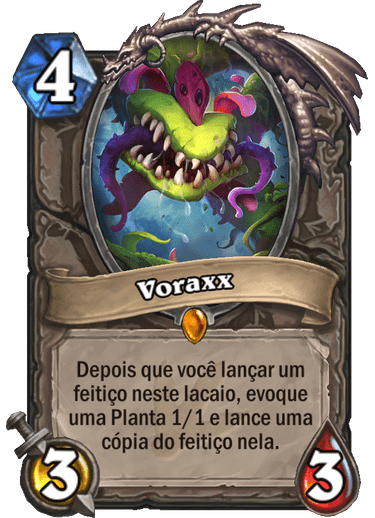 4
Voraxx
Depois que você lançar um
feitiço neste lacaio, evoque
uma Planta 1/1 e lance uma
cópia do feitiço nela.
3
3